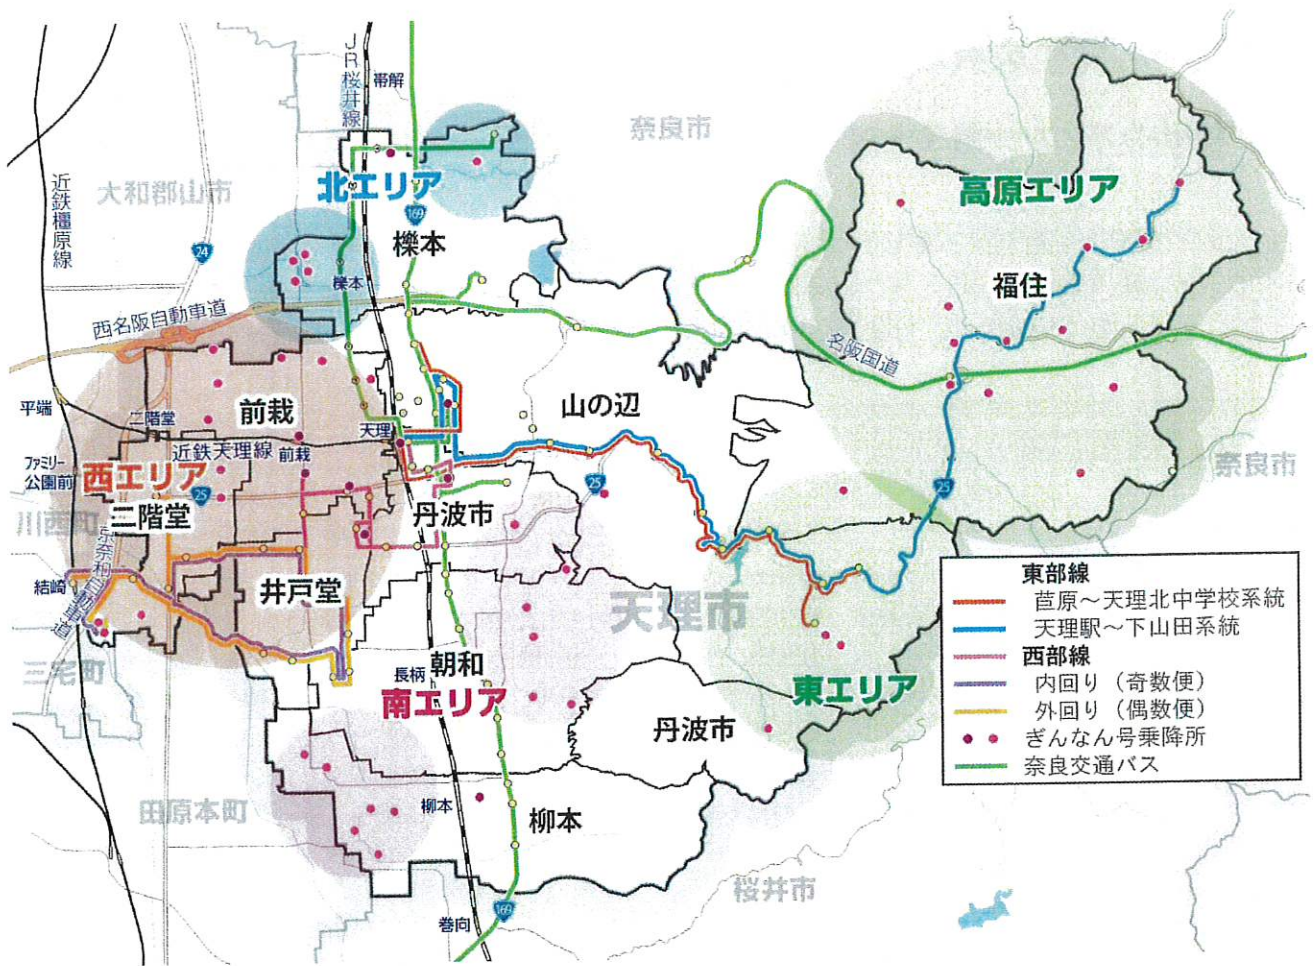 JR桜井線
帯解
奈良市
大和郡山市
近鉄橿原線
24
北エリア
169
櫟本
櫟本
高原エリア
福住
西名阪自動車道
名阪国道
平端
二階堂
前栽
天理
山の辺
近鉄天理線
前栽
ファミリー
公園前
西エリア
25
二階堂
川西町
丹波市
25
25
奈良市
京奈和自動車道
結崎
井戸堂
天理市
三宅町
長柄
朝和
南エリア
東エリア
丹波市
田原本町
柳本
柳本
桜井市
巻向
169
東部線
苣原～天理北中学校系統
天理駅～下山田系統
西部線
内回り（奇数便）
外回り（偶数便）
ぎんなん号乗降所
奈良交通バス